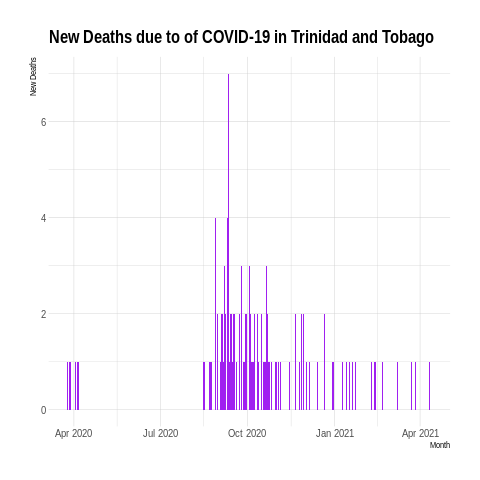 New Deaths due to of COVID-19 in Trinidad and Tobago
New Deaths
6
4
2
0
Apr 2020
Jul 2020
Oct 2020
Jan 2021
Apr 2021
Month